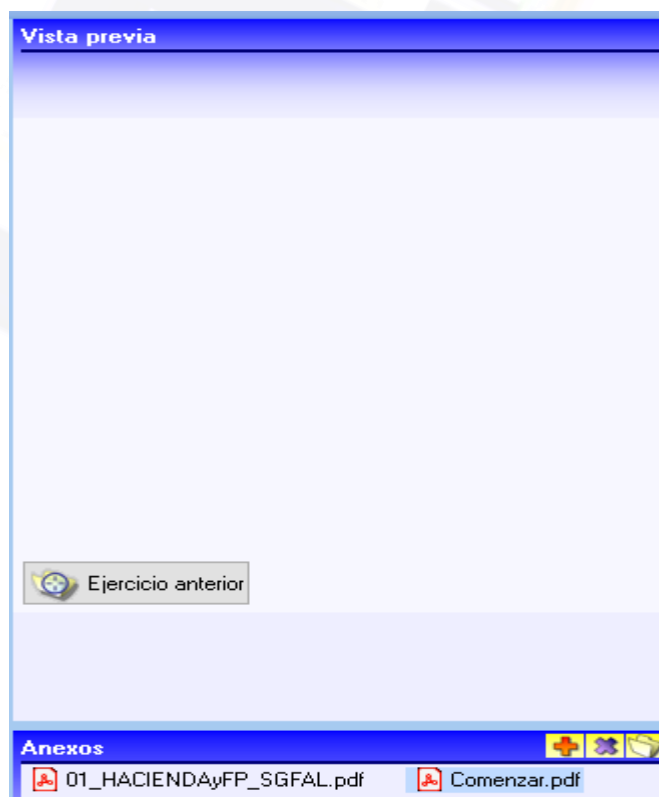 Vista previa
Ejercicio anterior
Anexos
01_HACIENDAyFP_SGFAL.pdf Comenzar.pdf